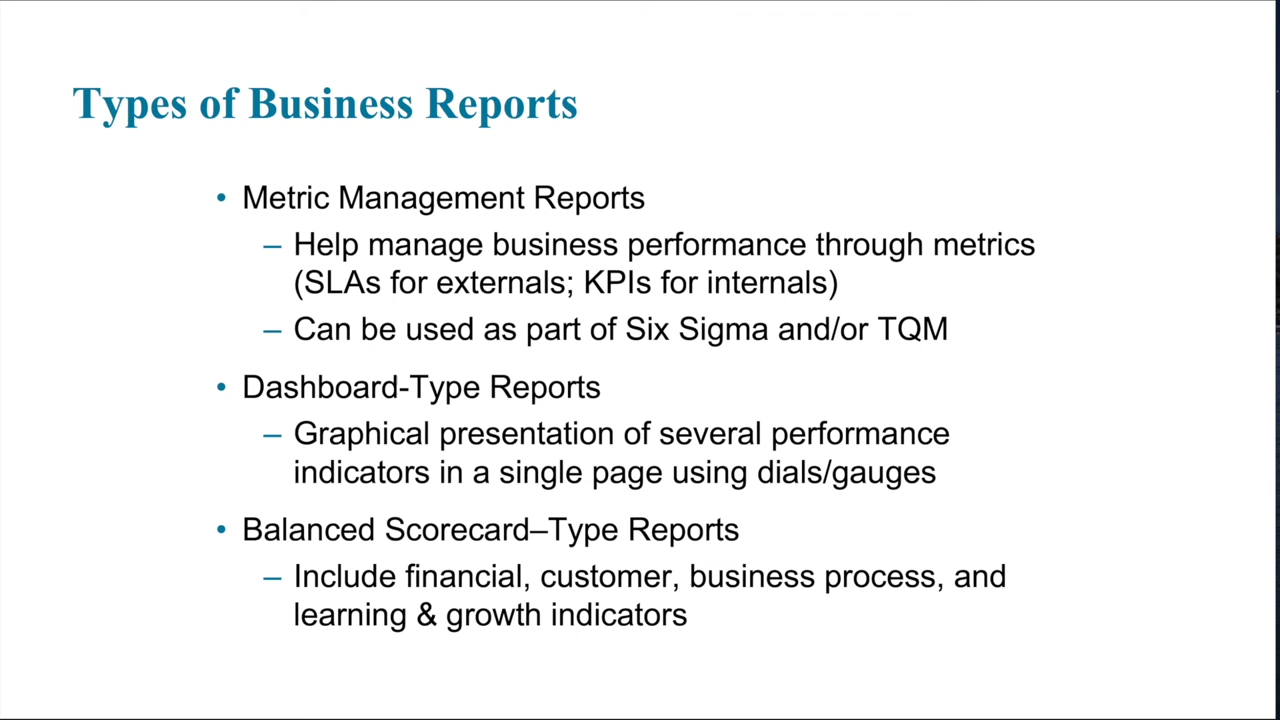 Types of Business Reports
• Metric Management Reports
– Help manage business performance through metrics
(SLAs for externals; KPIs for internals)
– Can be used as part of Six Sigma and/or TQM
• Dashboard-Type Reports
– Graphical presentation of several performance
indicators in a single page using dials/gauges
• Balanced Scorecard–Type Reports
– Include financial, customer, business process, and
learning & growth indicators